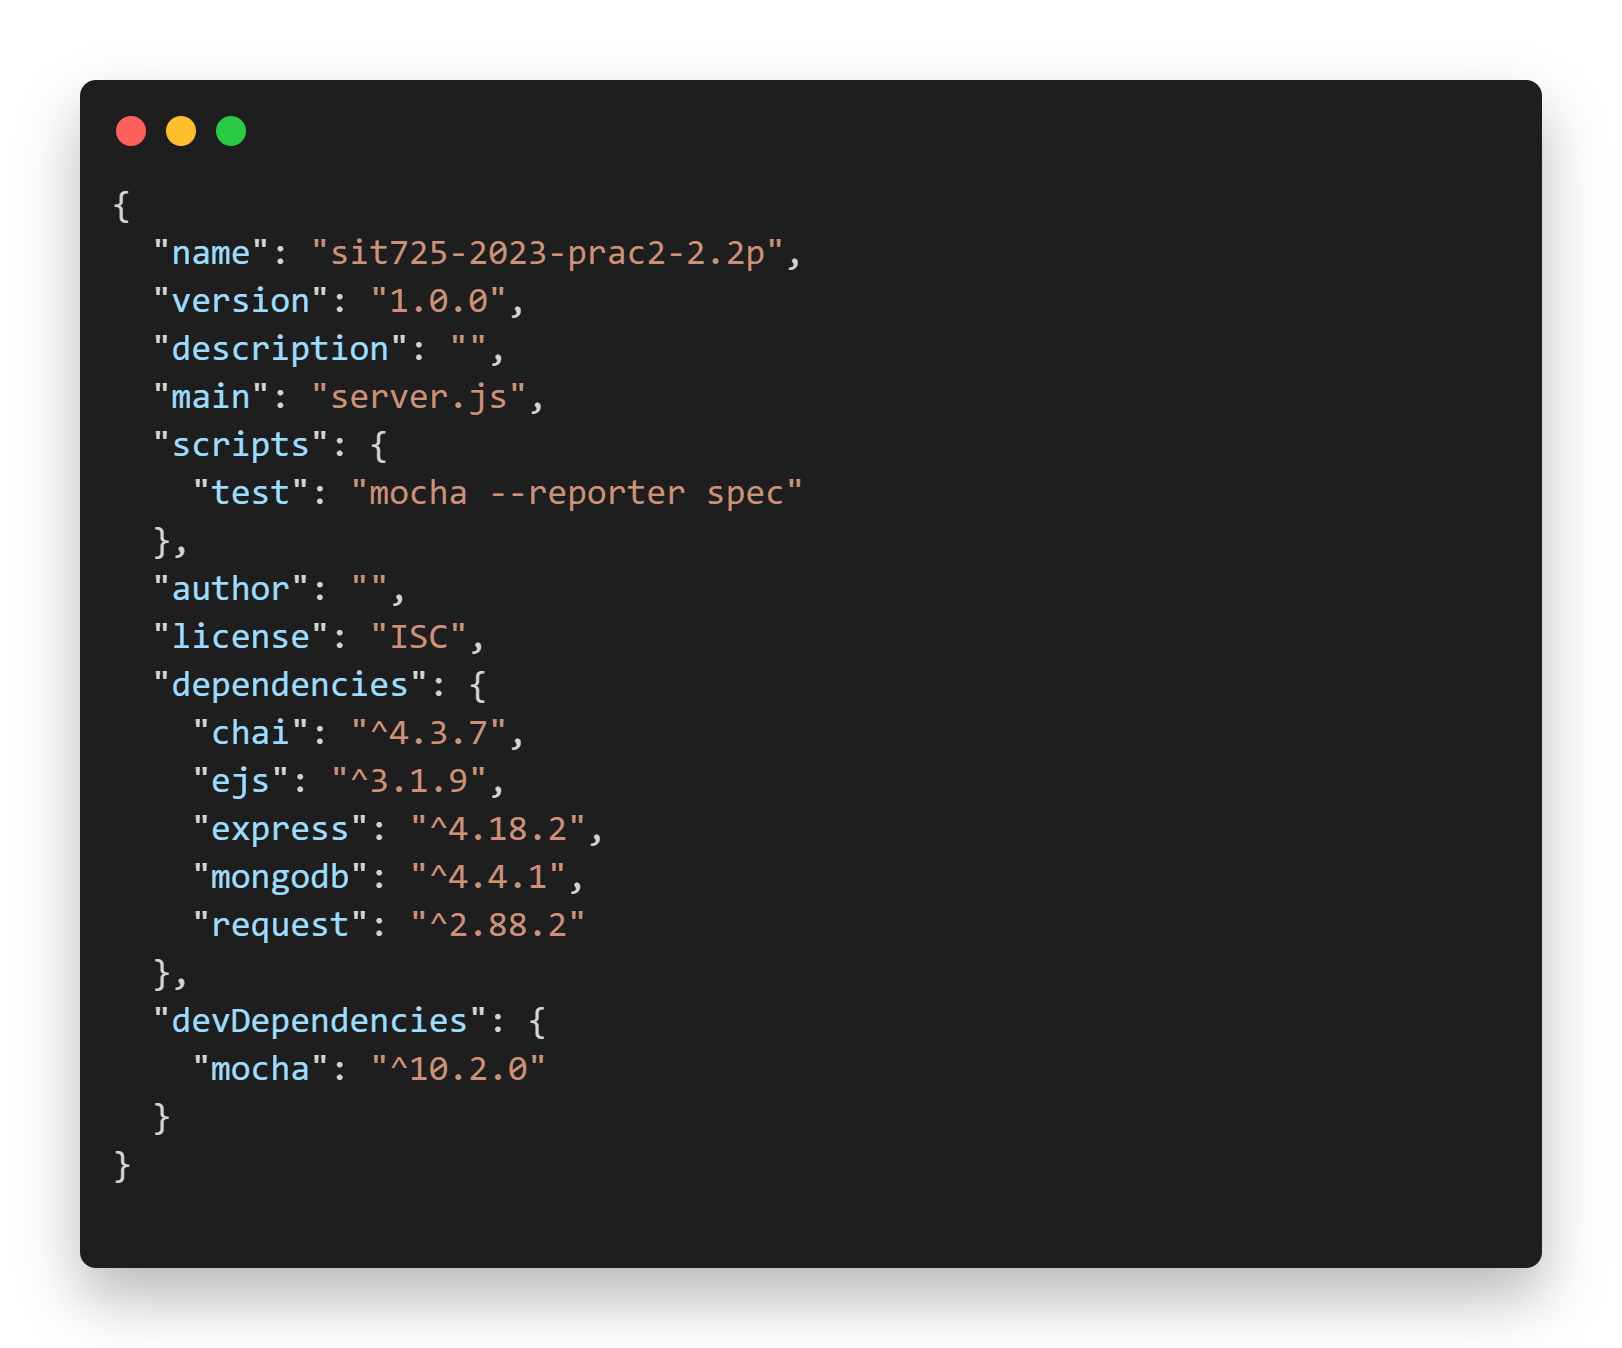 {
  "name": "sit725-2023-prac2-2.2p",
  "version": "1.0.0",
  "description": "",
  "main": "server.js",
  "scripts": {
    "test": "mocha --reporter spec"
  },
  "author": "",
  "license": "ISC",
  "dependencies": {
    "chai": "^4.3.7",
    "ejs": "^3.1.9",
    "express": "^4.18.2",
    "mongodb": "^4.4.1",
    "request": "^2.88.2"
  },
  "devDependencies": {
    "mocha": "^10.2.0"
  }
}